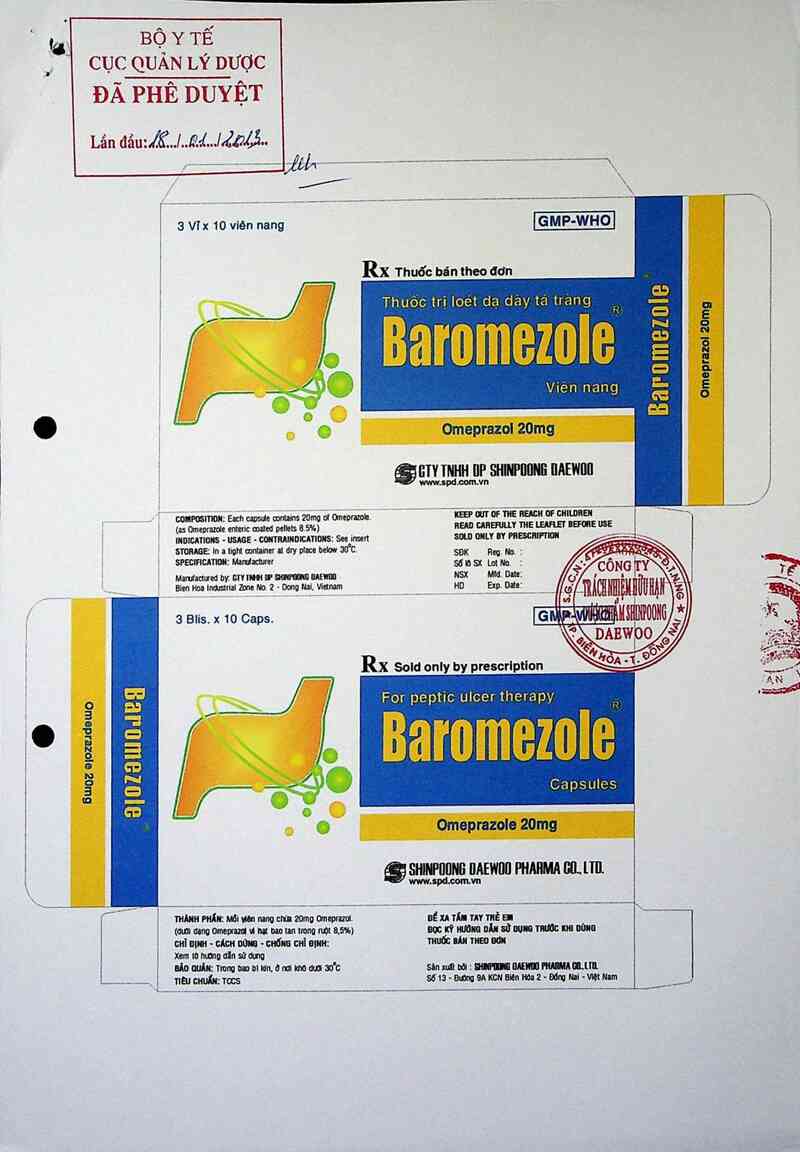 BỘ Y TẾ
CỤC QUẢN LÝ DƯỢC
ĐÃ PHÊ DUYỆT
Lần đầu: 18.../...01.../2013...
3 Vỉ x 10 viên nang
GMP-WHO
Rx Thuốc bán theo đơn
Thuốc trị loét dạ dày tá tràng
Baromezole®
Viên nang
Omeprazol 20mg
CTY TNHH DP SHINPOONG DAEWOO
www.spd.com.vn
Baromezole
Omeprazol 20mg
COMPOSITION: Each capsule contains 20mg of Omeprazole.
(as Omeprazole enteric coated pellets 8.5%)
INDICATIONS - USAGE - CONTRAINDICATIONS: See insert
STORAGE: In a tight container at dry place below 30°C.
SPECIFICATION: Manufacturer
Manufactured by: CTY TNHH DP SHINPOONG DAEWOO
Bien Hoa Industrial Zone No. 2 - Dong Nai, Vietnam
KEEP OUT OF THE REACH OF CHILDREN
READ CAREFULLY THE LEAFLET BEFORE USE
SOLD ONLY BY PRESCRIPTION
SĐK Reg. No. :
Số lô SX Lot No. :
NSX Mfd. Date:
HD Exp. Date:
CÔNG TY
TRÁCH NHIỆM HỮU HẠN
DƯỢC PHẨM SHINPOONG
DAEWOO
TP. BIÊN HÒA - T. ĐỒNG NAI
3 Blis. x 10 Caps.
GMP-WHO
Rx Sold only by prescription
For peptic ulcer therapy
Baromezole®
Capsules
Omeprazole 20mg
SHINPOONG DAEWOO PHARMA CO., LTD.
www.spd.com.vn
Baromezole
Omeprazole 20mg
THÀNH PHẦN: Mỗi viên nang chứa 20mg Omeprazol.
(dưới dạng Omeprazol vi hạt bao tan trong ruột 8,5%)
CHỈ ĐỊNH - CÁCH DÙNG - CHỐNG CHỈ ĐỊNH:
Xem tờ hướng dẫn sử dụng
BẢO QUẢN: Trong bao bì kín, ở nơi khô dưới 30°C
TIÊU CHUẨN: TCCS
ĐỂ XA TẦM TAY TRẺ EM
ĐỌC KỸ HƯỚNG DẪN SỬ DỤNG TRƯỚC KHI DÙNG
THUỐC BÁN THEO ĐƠN
Sản xuất bởi : SHINPOONG DAEWOO PHARMA CO., LTD.
Số 13 - Đường 9A KCN Biên Hòa 2 - Đồng Nai - Việt Nam